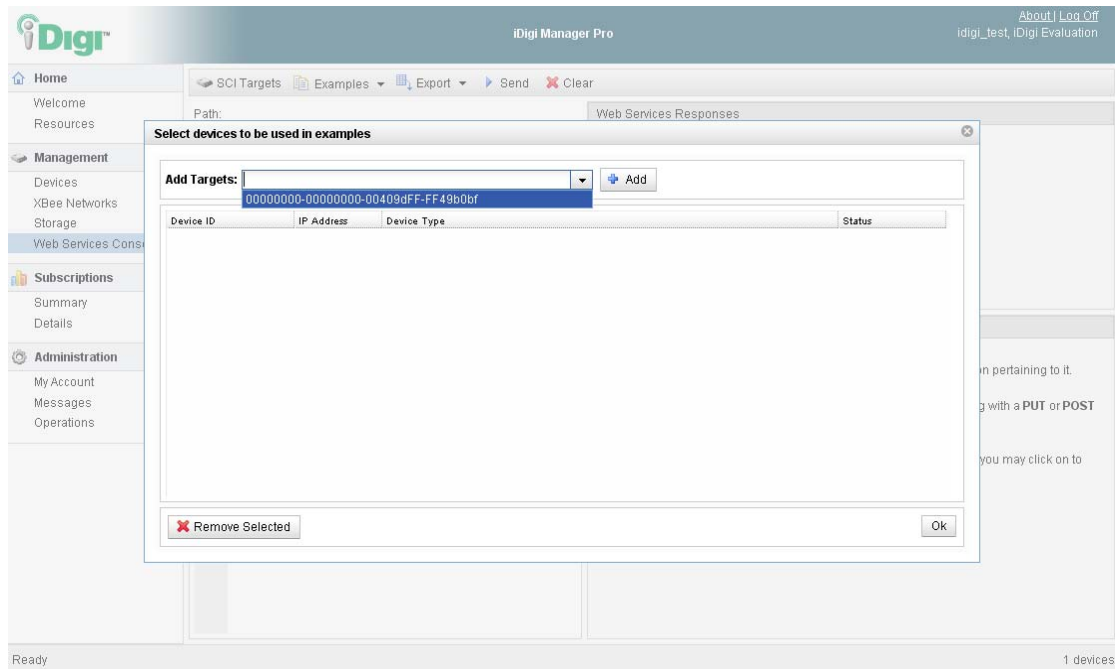 iDigi™
iDigi Manager Pro
About | Log Off
idigi_test, iDigi Evaluation
Home
Welcome
Resources
Management
Devices
XBee Networks
Storage
Web Services Conso
Subscriptions
Summary
Details
Administration
My Account
Messages
Operations
SCI Targets Examples Export Send Clear
Path:
Web Services Responses
Select devices to be used in examples
Add Targets: Add
00000000-00000000-00409dFF-FF49b0bf
Device ID IP Address Device Type Status
Remove Selected
Ok
on pertaining to it.
g with a PUT or POST
you may click on to
Ready
1 devices